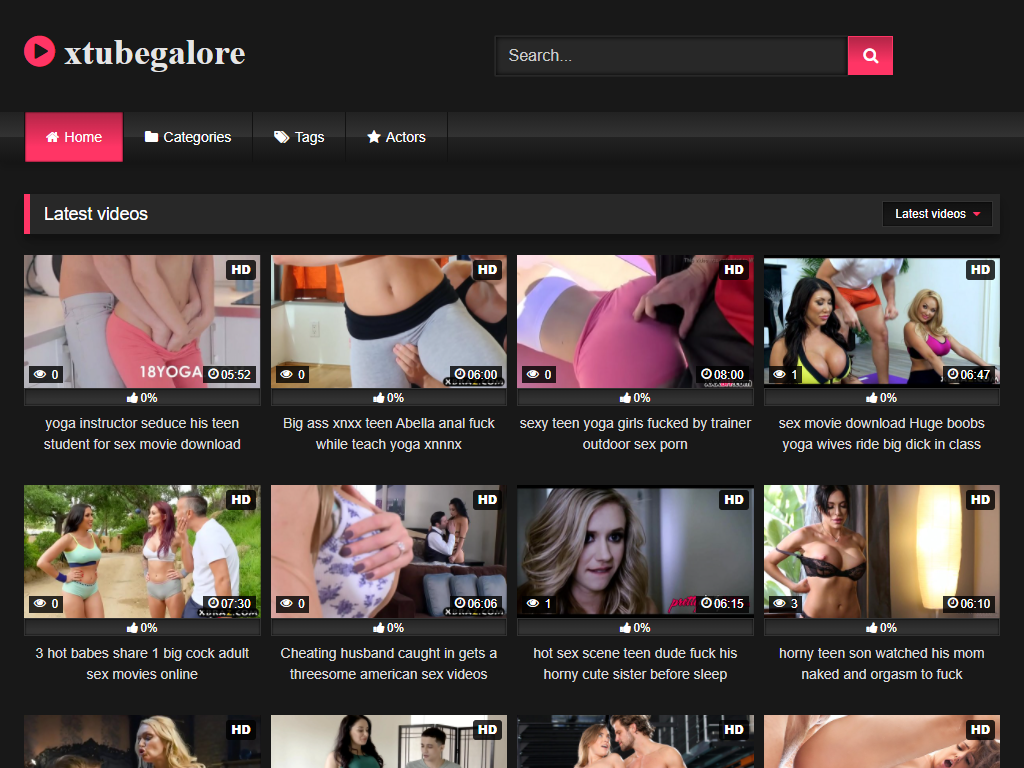 xtubegalore
Search...
Home
Categories
Tags
Actors
Latest videos
Latest videos
HD
HD
HD
HD
18YOGA
0
05:52
0
06:00
0
08:00
1
06:47
0%
0%
0%
0%
yoga instructor seduce his teen
student for sex movie download
Big ass xnxx teen Abella anal fuck
while teach yoga xnnnx
sexy teen yoga girls fucked by trainer
outdoor sex porn
sex movie download Huge boobs
yoga wives ride big dick in class
HD
HD
HD
HD
0
07:30
0
06:06
1
06:15
3
06:10
0%
0%
0%
0%
3 hot babes share 1 big cock adult
sex movies online
Cheating husband caught in gets a
threesome american sex videos
hot sex scene teen dude fuck his
horny cute sister before sleep
horny teen son watched his mom
naked and orgasm to fuck
HD
HD
HD
HD